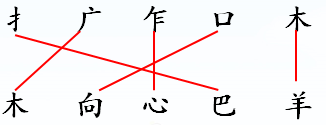 扌 广 乍 口 木
木 向 心 巴 羊